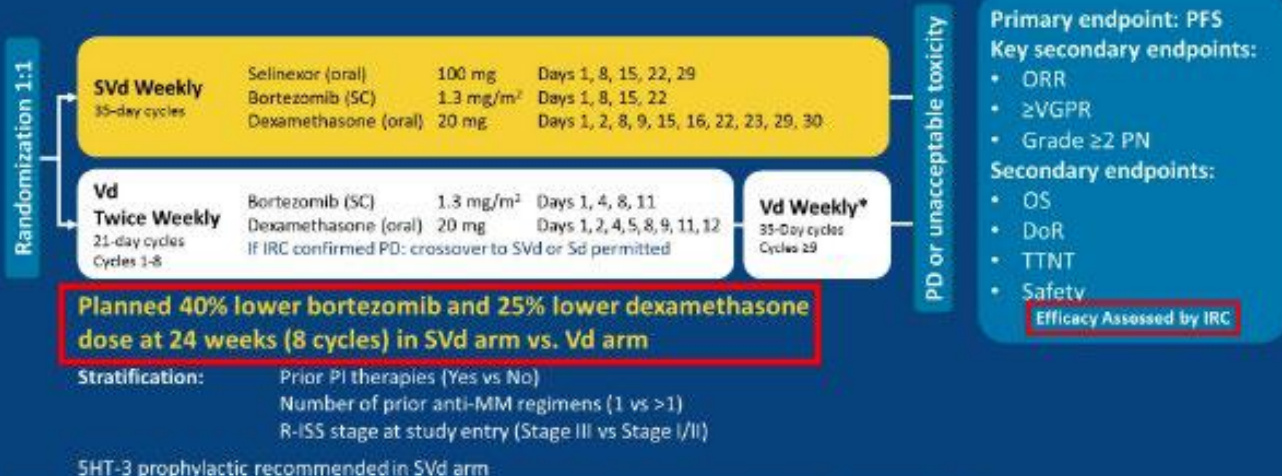 Randomization 1:1
SVd Weekly
35-day cycles
Selinexor (oral) 100 mg Days 1, 8, 15, 22, 29
Bortezomib (SC) 1.3 mg/m² Days 1, 8, 15, 22
Dexamethasone (oral) 20 mg Days 1, 2, 8, 9, 15, 16, 22, 23, 29, 30
Vd
Twice Weekly
21-day cycles
Cycles 1-8
Bortezomib (SC) 1.3 mg/m² Days 1, 4, 8, 11
Dexamethasone (oral) 20 mg Days 1, 2, 4,5, 8, 9, 11, 12
If IRC confirmed PD: crossover to SVd or Sd permitted
Vd Weekly*
35-Day cycles
Cycles ≥9
PD or unacceptable toxicity
Primary endpoint: PFS
Key secondary endpoints:
• ORR
• ≥VGPR
• Grade ≥2 PN
Secondary endpoints:
• OS
• DoR
• TTNT
• Safety
Efficacy Assessed by IRC
Planned 40% lower bortezomib and 25% lower dexamethasone
dose at 24 weeks (8 cycles) in SVd arm vs. Vd arm
Stratification: Prior PI therapies (Yes vs No)
Number of prior anti-MM regimens (1 vs >1)
R-ISS stage at study entry (Stage III vs Stage I/II)
5HT-3 prophylactic recommended in SVd arm